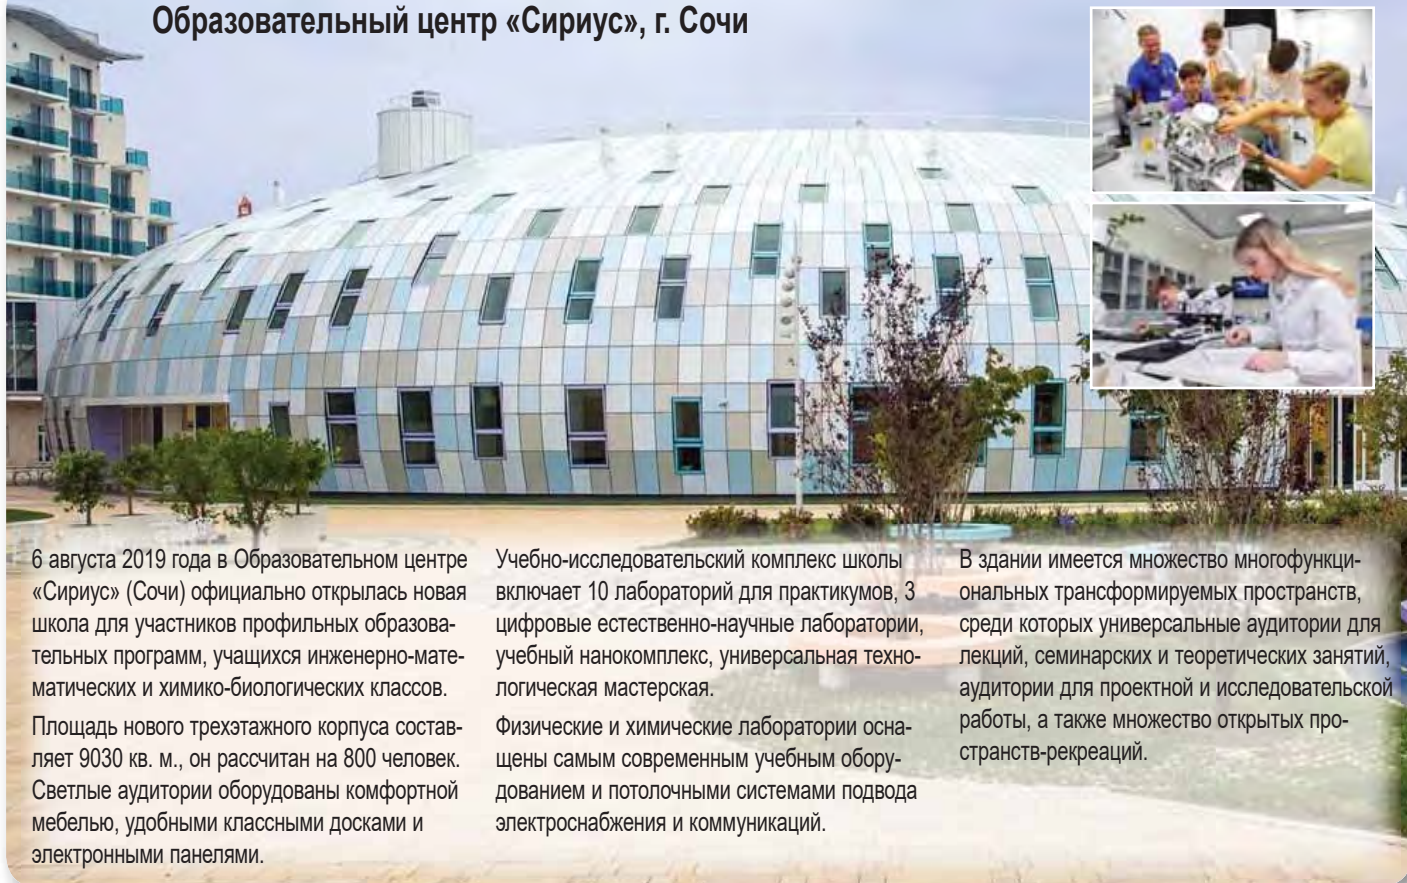 Образовательный центр «Сириус», г. Сочи
6 августа 2019 года в Образовательном центре
«Сириус» (Сочи) официально открылась новая
школа для участников профильных образова-
тельных программ, учащихся инженерно-мате-
матических и химико-биологических классов.
Площадь нового трехэтажного корпуса состав-
ляет 9030 кв. м., он рассчитан на 800 человек.
Светлые аудитории оборудованы комфортной
мебелью, удобными классными досками и
электронными панелями.
Учебно-исследовательский комплекс школы
включает 10 лабораторий для практикумов, 3
цифровые естественно-научные лаборатории,
учебный нанокомплекс, универсальная техно-
логическая мастерская.
Физические и химические лаборатории осна-
щены самым современным учебным обору-
дованием и потолочными системами подвода
электроснабжения и коммуникаций.
В здании имеется множество многофункци-
ональных трансформируемых пространств,
среди которых универсальные аудитории для
лекций, семинарских и теоретических занятий,
аудитории для проектной и исследовательской
работы, а также множество открытых про-
странств-рекреаций.